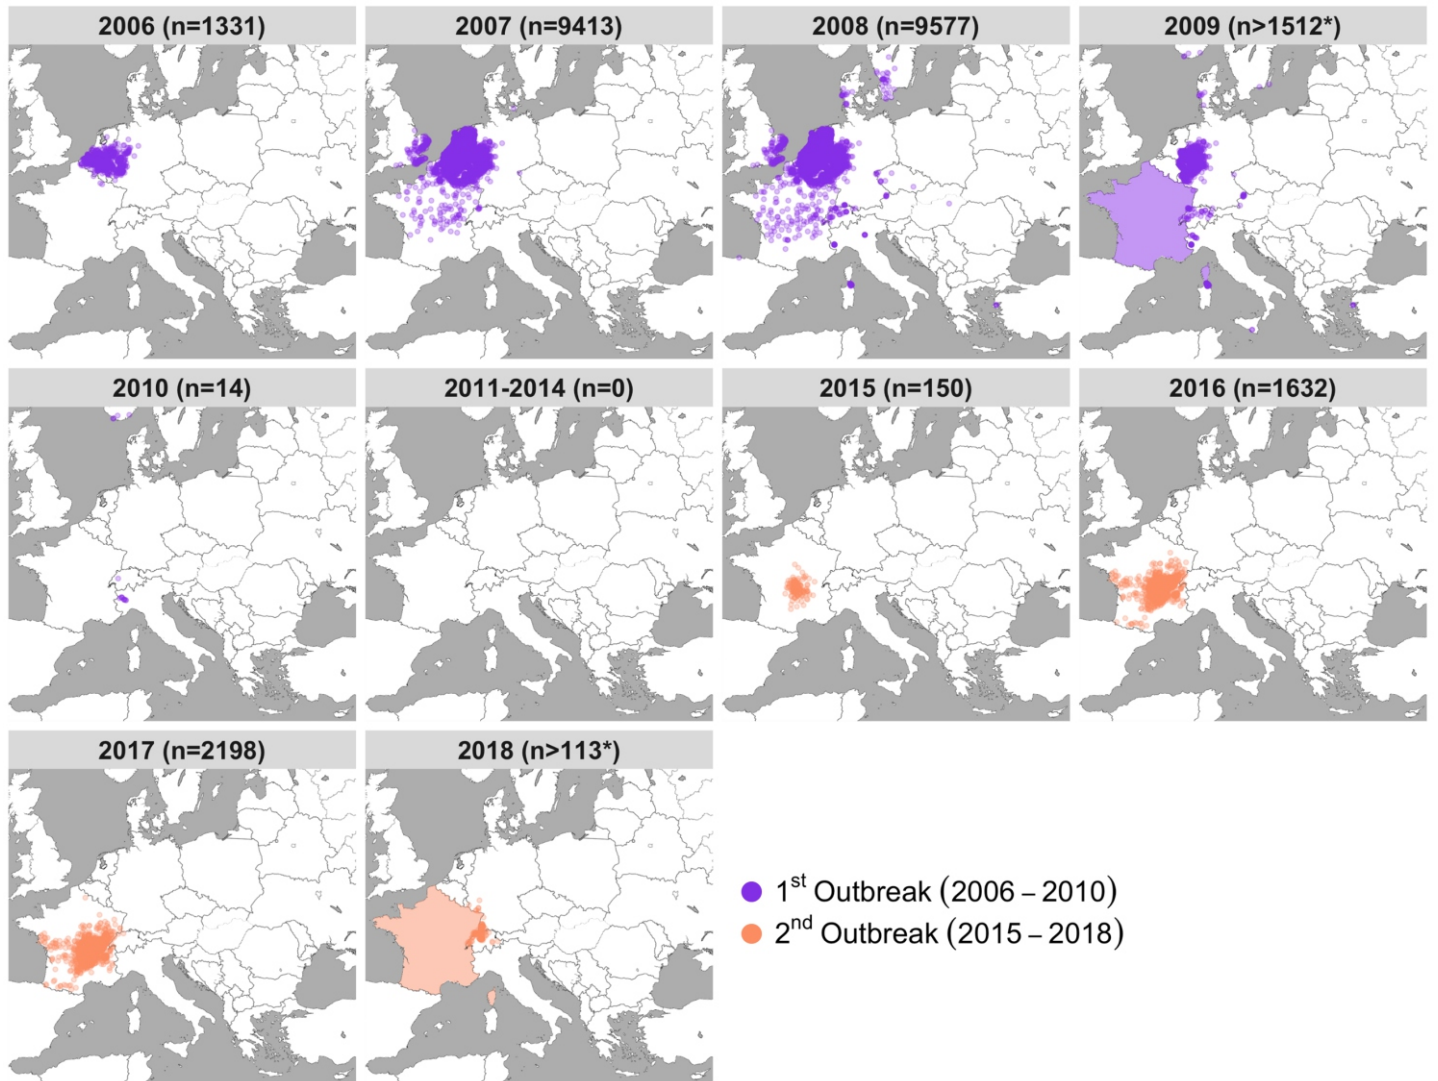 2006 (n=1331)
2007 (n=9413)
2008 (n=9577)
2009 (n>1512*)
2010 (n=14)
2011-2014 (n=0)
2015 (n=150)
2016 (n=1632)
2017 (n=2198)
2018 (n>113*)
1st Outbreak (2006 – 2010)
2nd Outbreak (2015 – 2018)